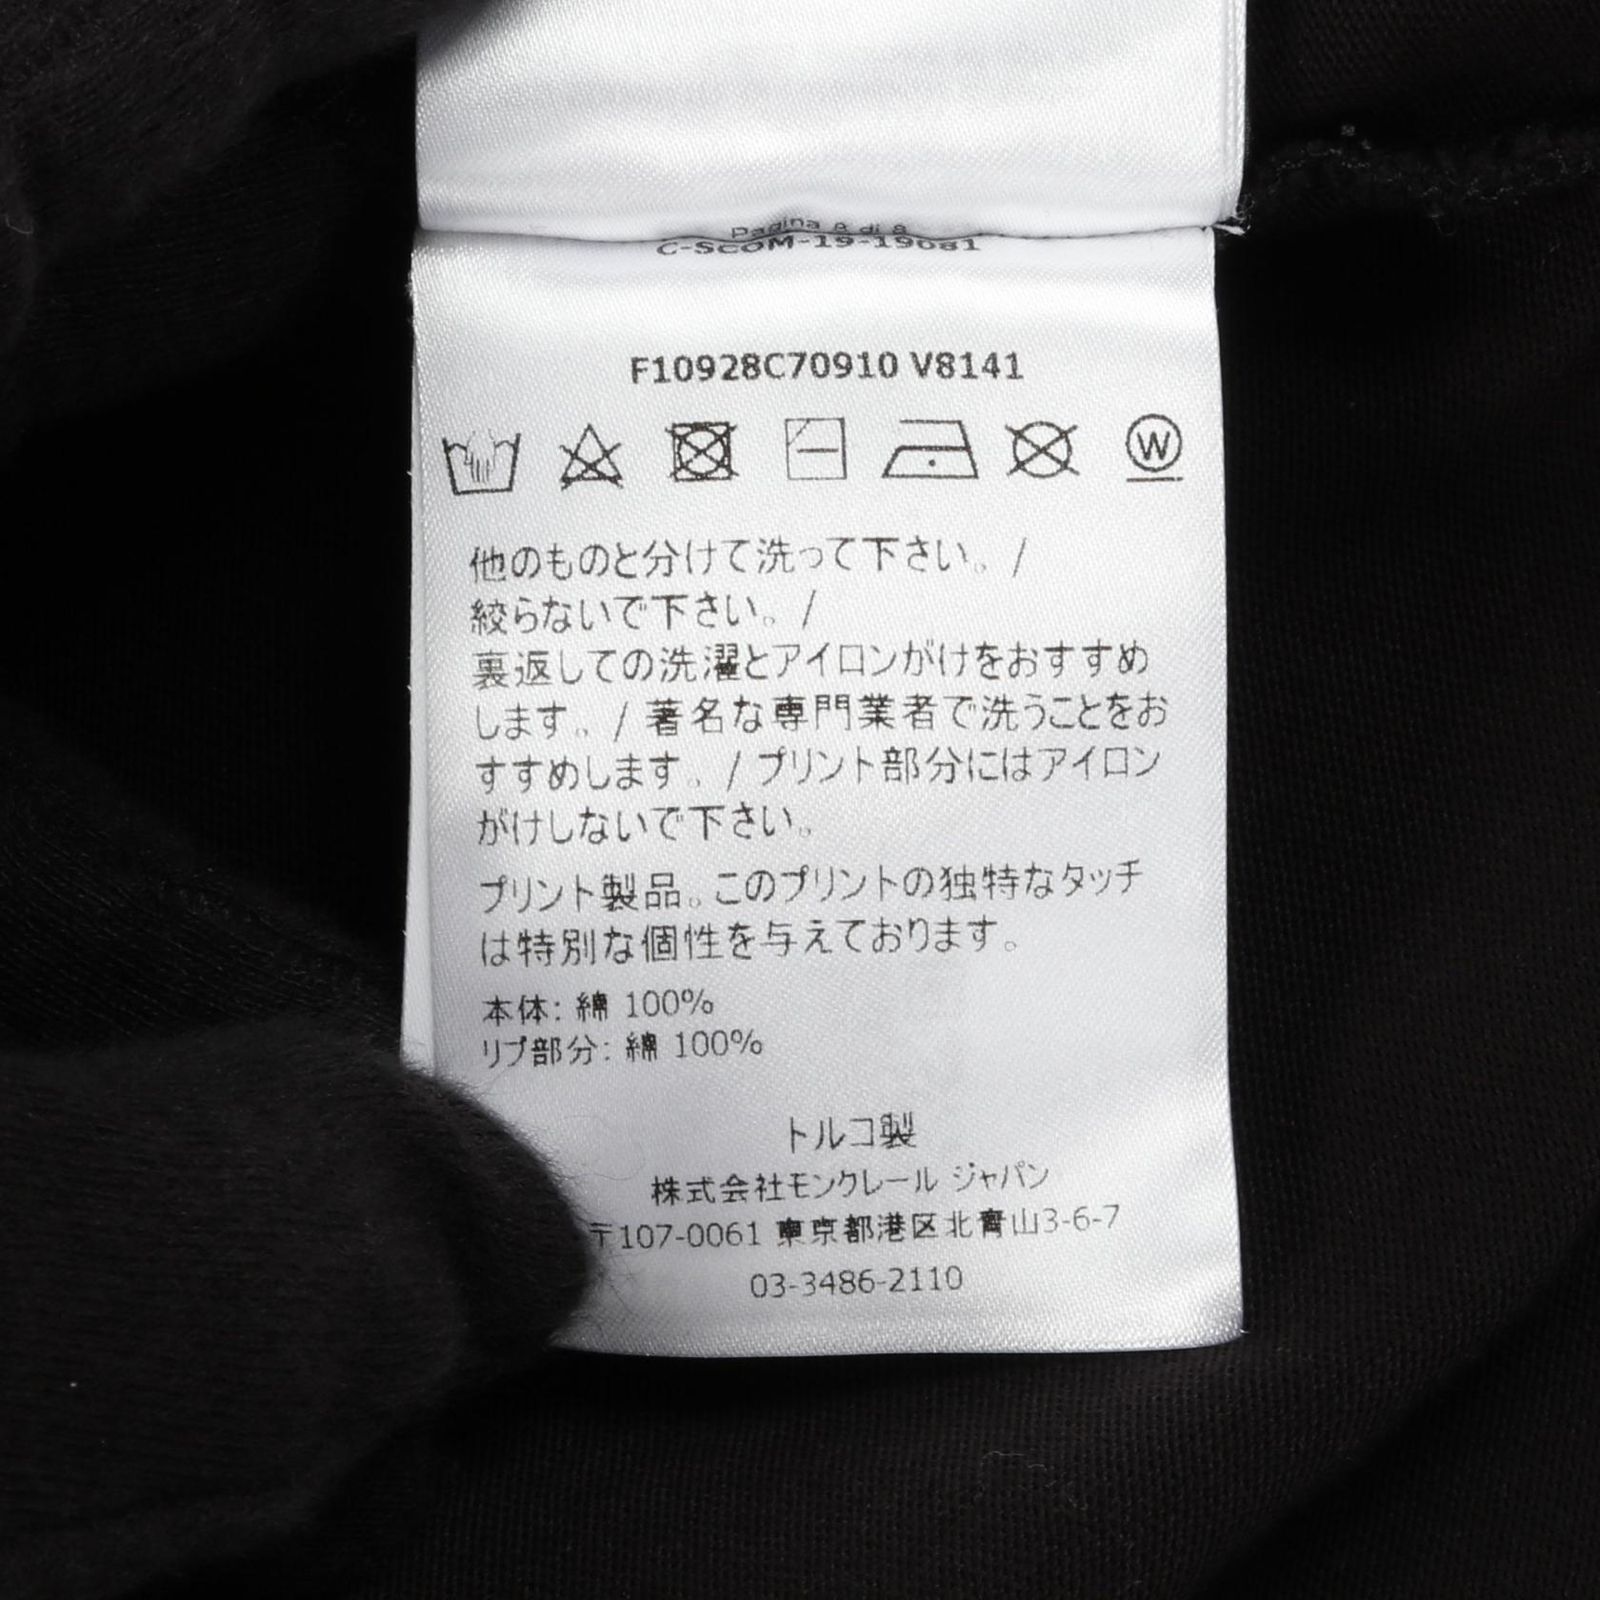 Pagina 8 di 8
C-SCOM-19-19081
F10928C70910 V8141
W
他のものと分けて洗って下さい。/
絞らないで下さい。/
裏返しての洗濯とアイロンがけをおすすめ
します。/ 著名な専門業者で洗うことをお
すすめします。/ プリント部分にはアイロン
がけしないで下さい。
プリント製品。このプリントの独特なタッチ
は特別な個性を与えております。
本体: 綿 100%
リブ部分: 綿 100%
トルコ製
株式会社モンクレール ジャパン
〒107-0061 東京都港区北青山3-6-7
03-3486-2110